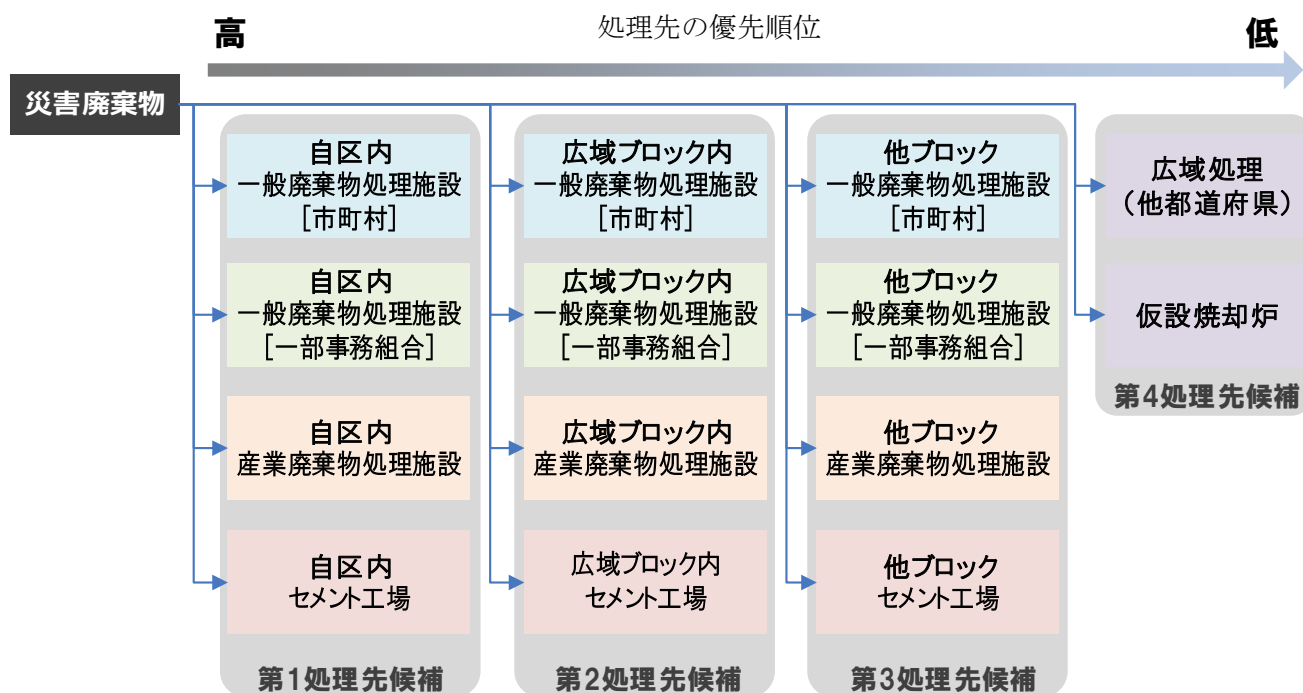 処理先の優先順位
高
低
災害廃棄物
自区内
一般廃棄物処理施設
[市町村]
自区内
一般廃棄物処理施設
[一部事務組合]
自区内
産業廃棄物処理施設
自区内
セメント工場
第1処理先候補
広域ブロック内
一般廃棄物処理施設
[市町村]
広域ブロック内
一般廃棄物処理施設
[一部事務組合]
広域ブロック内
産業廃棄物処理施設
広域ブロック内
セメント工場
第2処理先候補
他ブロック
一般廃棄物処理施設
[市町村]
他ブロック
一般廃棄物処理施設
[一部事務組合]
他ブロック
産業廃棄物処理施設
他ブロック
セメント工場
第3処理先候補
広域処理
（他都道府県）
仮設焼却炉
第4処理先候補